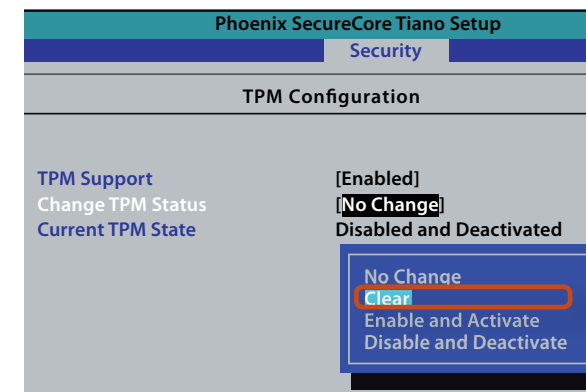 Phoenix SecureCore Tiano Setup
Security
TPM Configuration
TPM Support [Enabled]
Change TPM Status [No Change]
Current TPM State Disabled and Deactivated
No Change
Clear
Enable and Activate
Disable and Deactivate